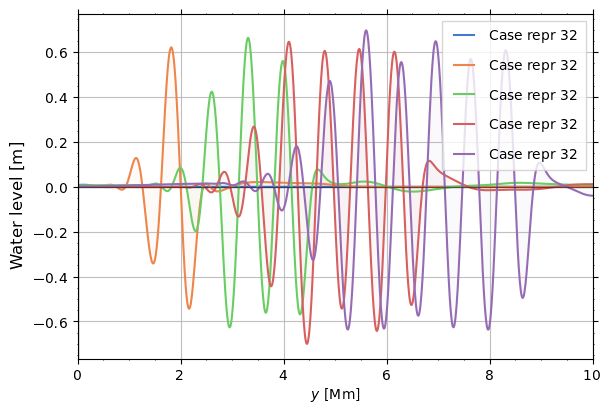 Case repr 32
Case repr 32
Case repr 32
Case repr 32
Case repr 32
0.6
0.4
0.2
0.0
−0.2
−0.4
−0.6
Water level [m]
0 2 4 6 8 10
y [Mm]